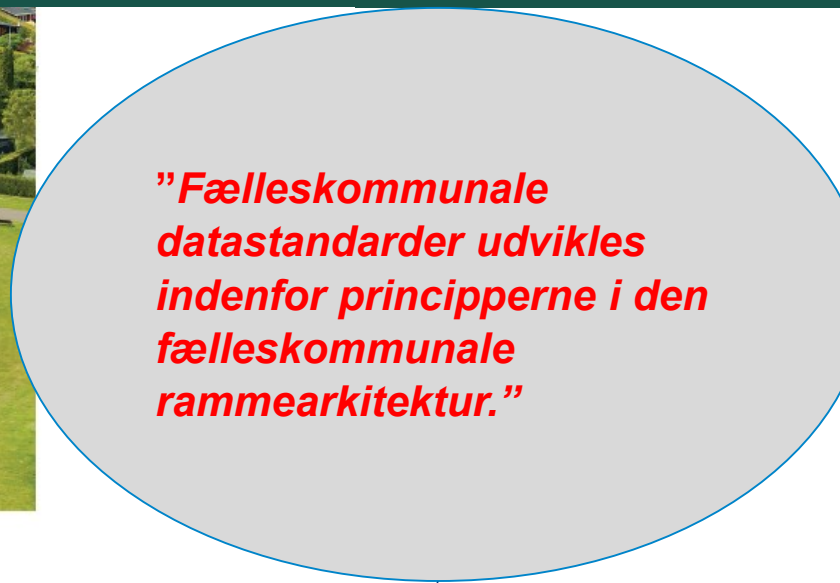 ”Fælleskommunale
datastandarder udvikles
indenfor principperne i den
fælleskommunale
rammearkitektur.”